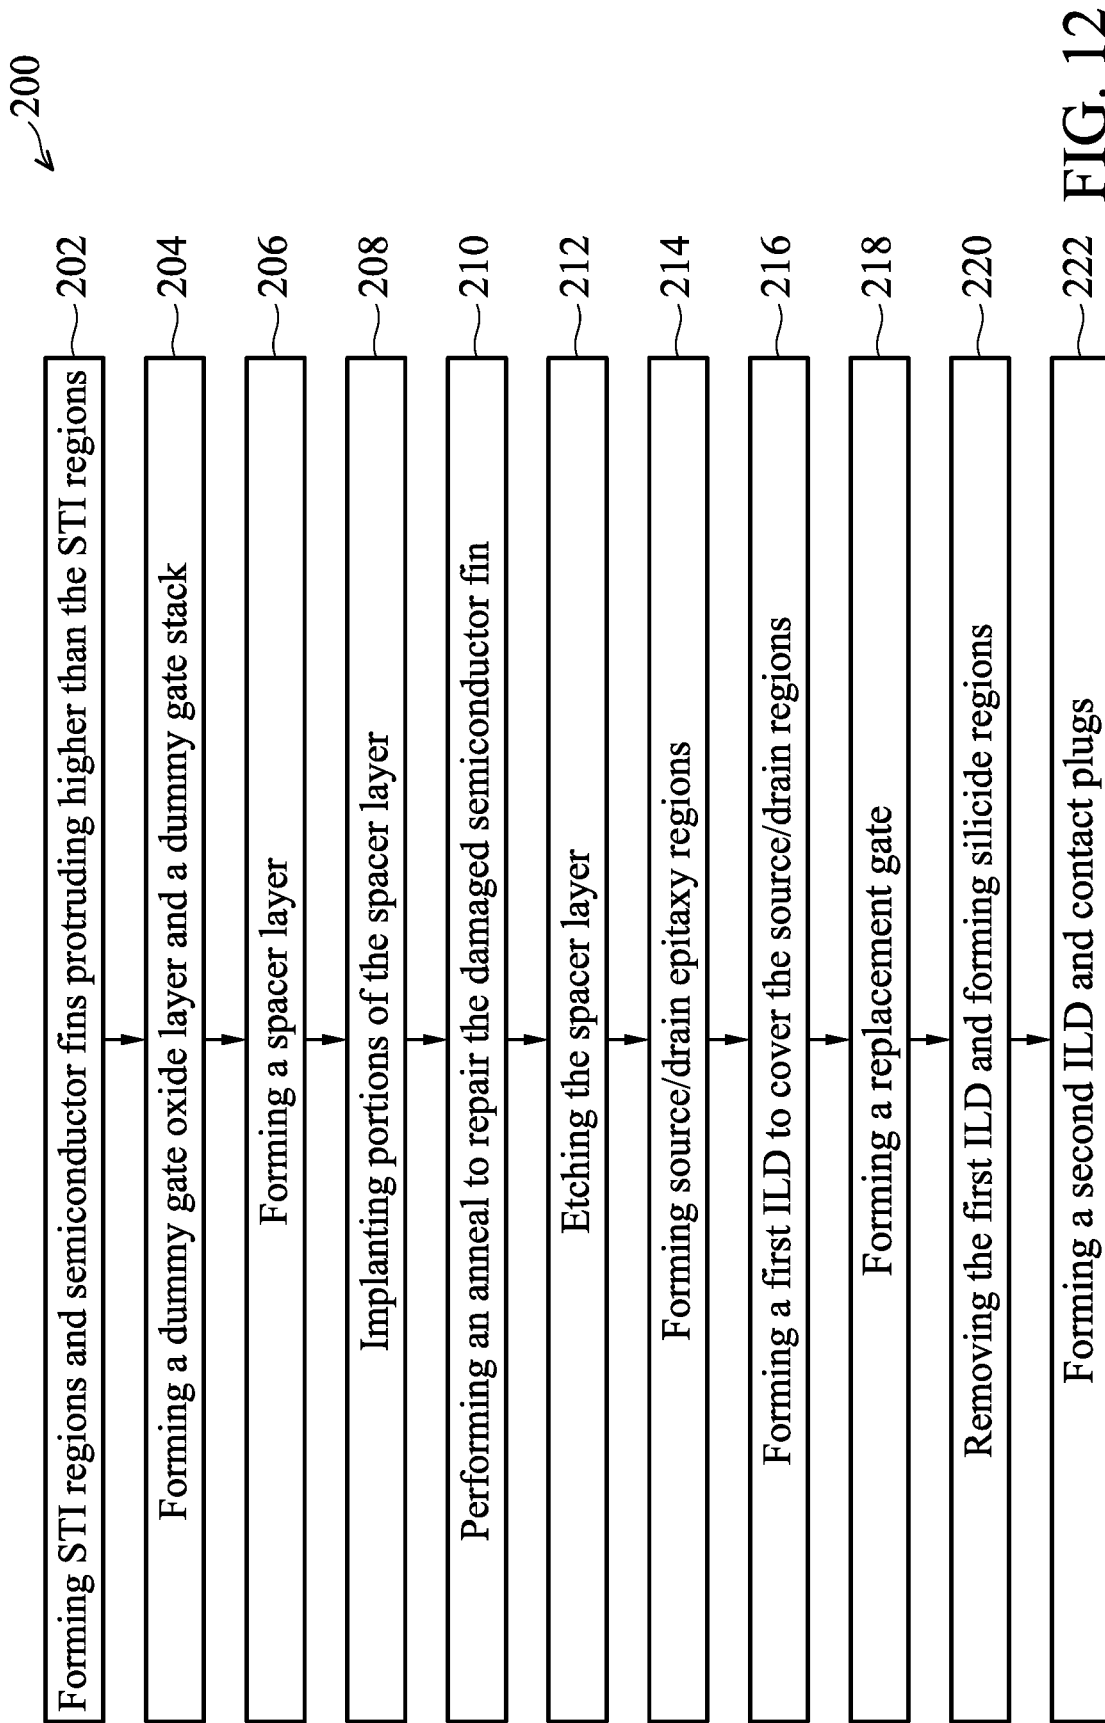 200
Forming STI regions and semiconductor fins protruding higher than the STI regions
202
Forming a dummy gate oxide layer and a dummy gate stack
204
Forming a spacer layer
206
Implanting portions of the spacer layer
208
Performing an anneal to repair the damaged semiconductor fin
210
Etching the spacer layer
212
Forming source/drain epitaxy regions
214
Forming a first ILD to cover the source/drain regions
216
Forming a replacement gate
218
Removing the first ILD and forming silicide regions
220
Forming a second ILD and contact plugs
222
FIG. 12